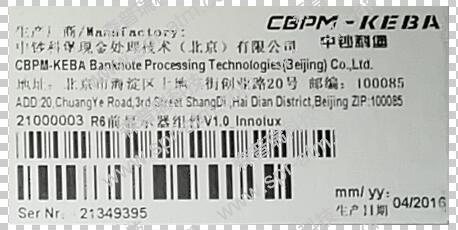 生产厂商/Manufactory:
CBPM-KEBA
中钞科堡
中钞科堡现金处理技术（北京）有限公司
CBPM-KEBA Banknote Processing Technologies(Beijing) Co.,Ltd.
地址: 北京市海淀区上地 街创业路20号 邮编: 100085
ADD:20,ChuangYe Road,3rd Street ShangDi ,Hai Dian District,Beijing ZIP:100085
21000003 R6前显示器组件V1.0_Innolux
mm/ yy:
生产日期 04/2016
Ser Nr.: 21349395